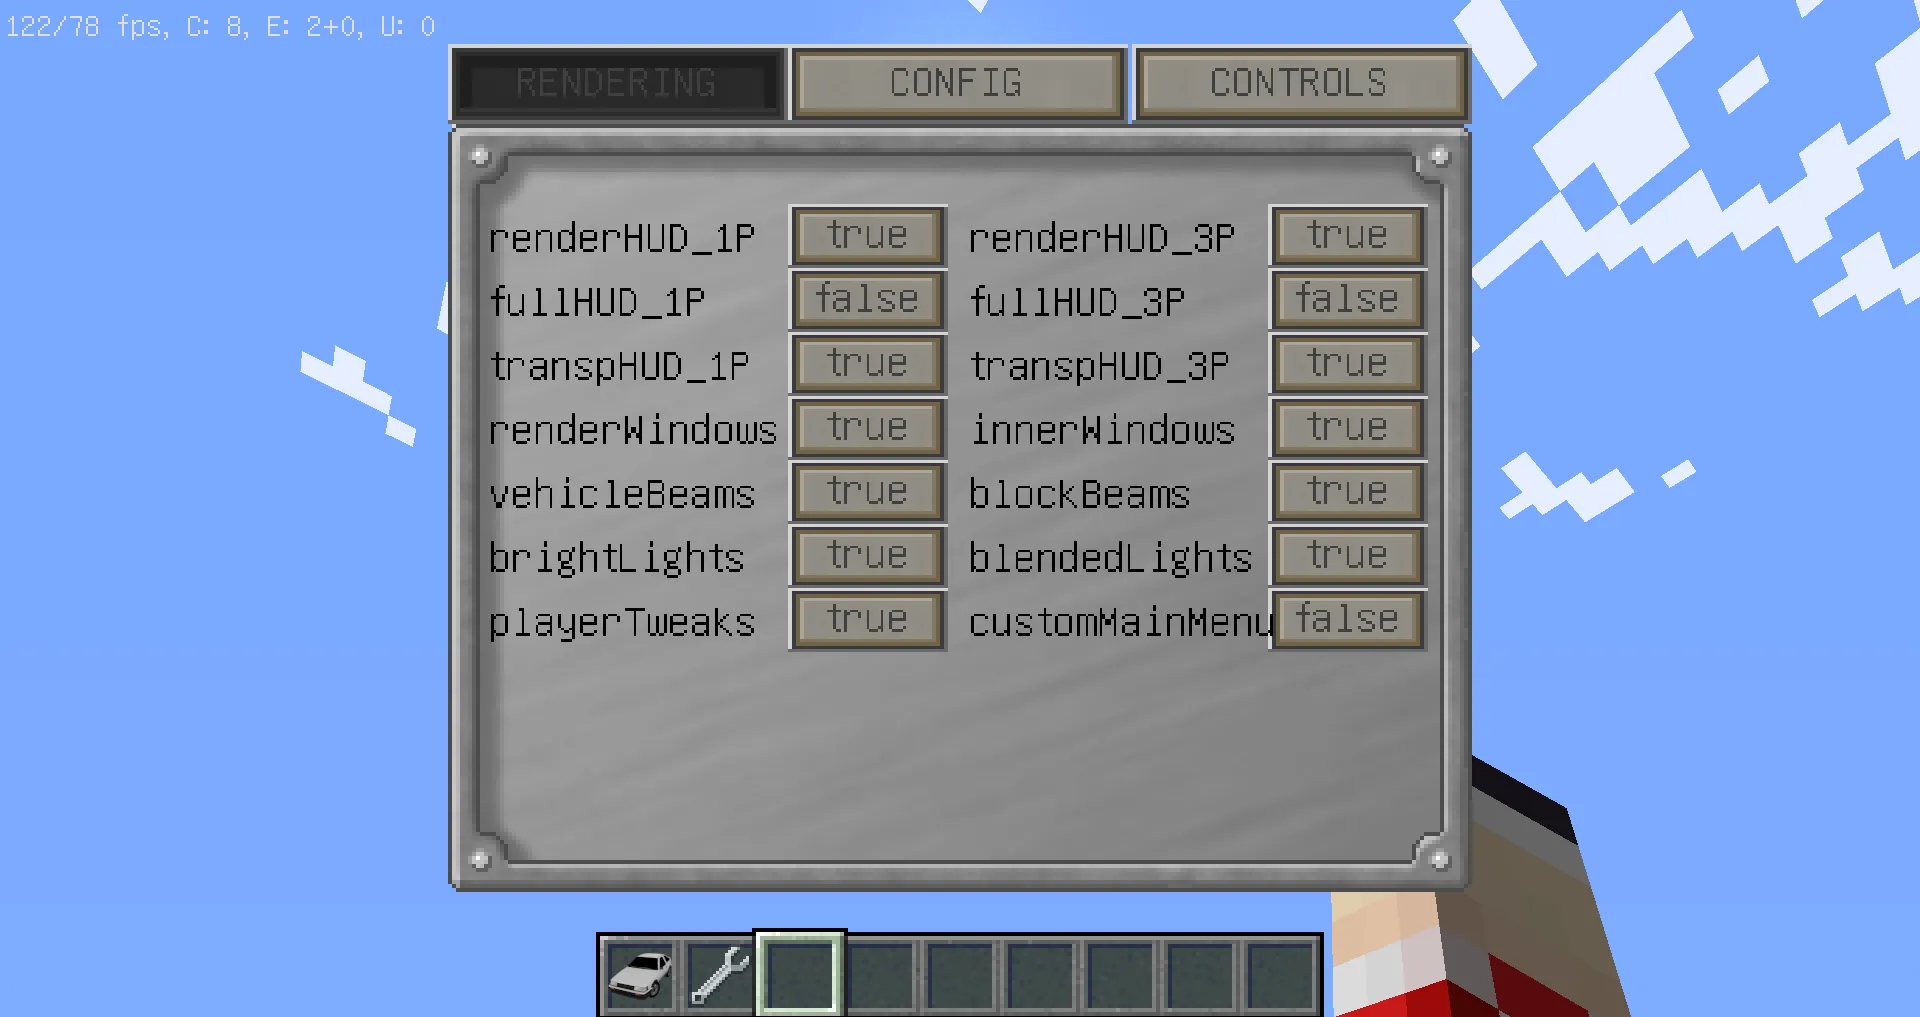 122/78 fps, C: 8, E: 2+0, U: 0
RENDERING CONFIG CONTROLS
renderHUD_1P true renderHUD_3P true
fullHUD_1P false fullHUD_3P false
transpHUD_1P true transpHUD_3P true
renderWindows true innerWindows true
vehicleBeams true blockBeams true
brightLights true blendedLights true
playerTweaks true customMainMenu false